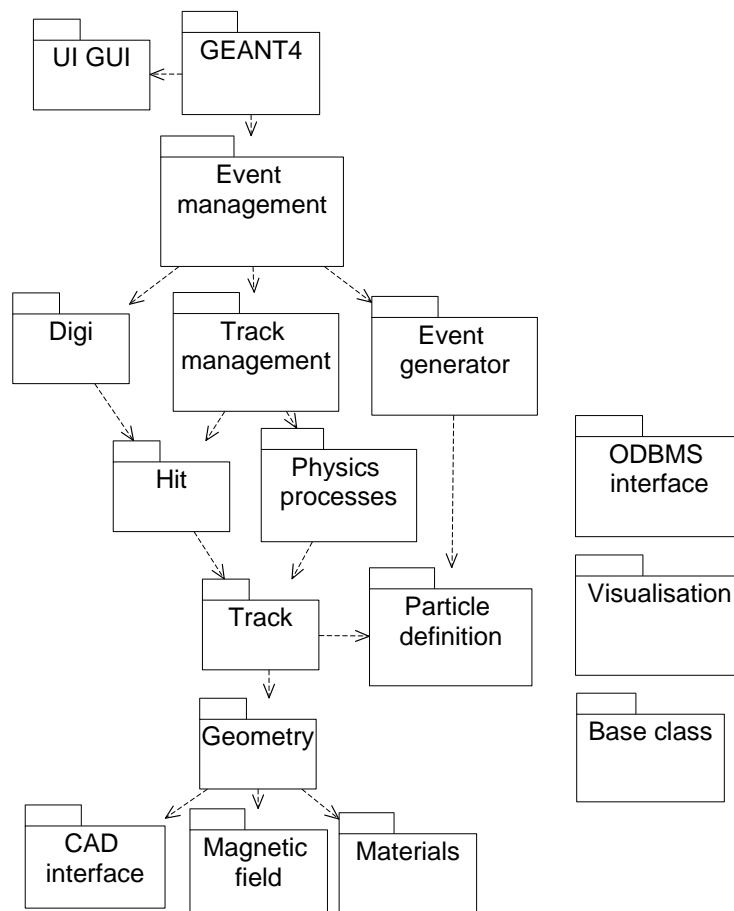 UI GUI
GEANT4
Event
management
Digi
Track
management
Event
generator
Hit
Physics
processes
ODBMS
interface
Track
Particle
definition
Visualisation
Geometry
Base class
CAD
interface
Magnetic
field
Materials